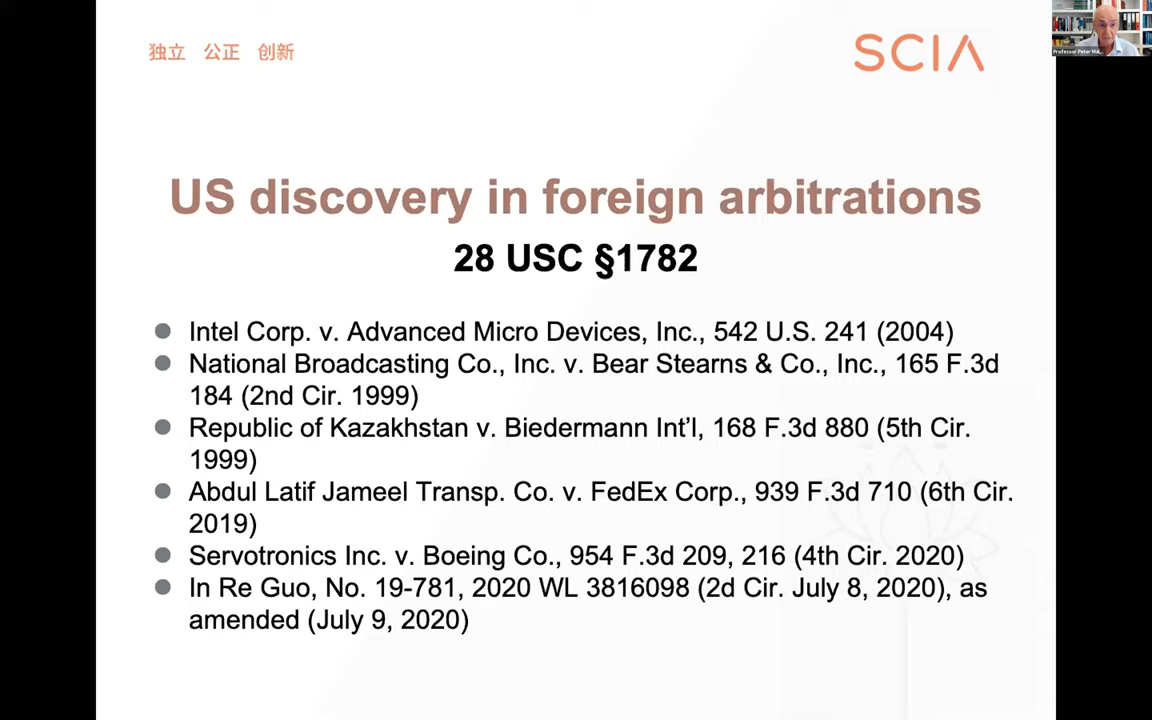 独立 公正 创新
SCIA
Professor Peter
US discovery in foreign arbitrations
28 USC §1782
Intel Corp. v. Advanced Micro Devices, Inc., 542 U.S. 241 (2004)
National Broadcasting Co., Inc. v. Bear Stearns & Co., Inc., 165 F.3d
184 (2nd Cir. 1999)
Republic of Kazakhstan v. Biedermann Int’l, 168 F.3d 880 (5th Cir.
1999)
Abdul Latif Jameel Transp. Co. v. FedEx Corp., 939 F.3d 710 (6th Cir.
2019)
Servotronics Inc. v. Boeing Co., 954 F.3d 209, 216 (4th Cir. 2020)
In Re Guo, No. 19-781, 2020 WL 3816098 (2d Cir. July 8, 2020), as
amended (July 9, 2020)